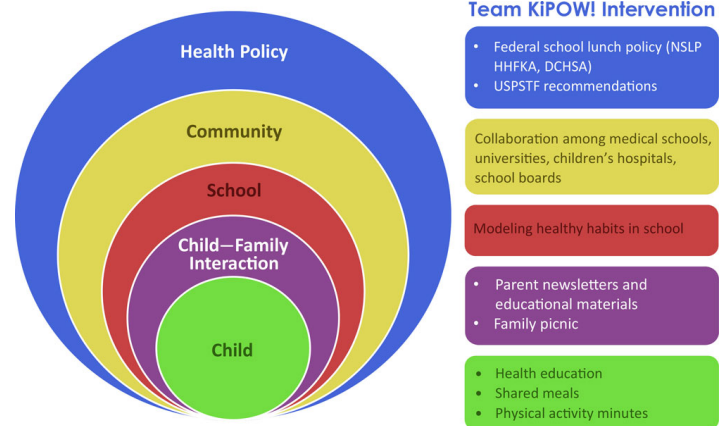 Team KiPOW! Intervention
Health Policy
Community
School
Child—Family
Interaction
Child
• Federal school lunch policy (NSLP
HHFKA, DCHSA)
• USPSTF recommendations
Collaboration among medical schools,
universities, children's hospitals,
school boards
Modeling healthy habits in school
• Parent newsletters and
educational materials
• Family picnic
• Health education
• Shared meals
• Physical activity minutes